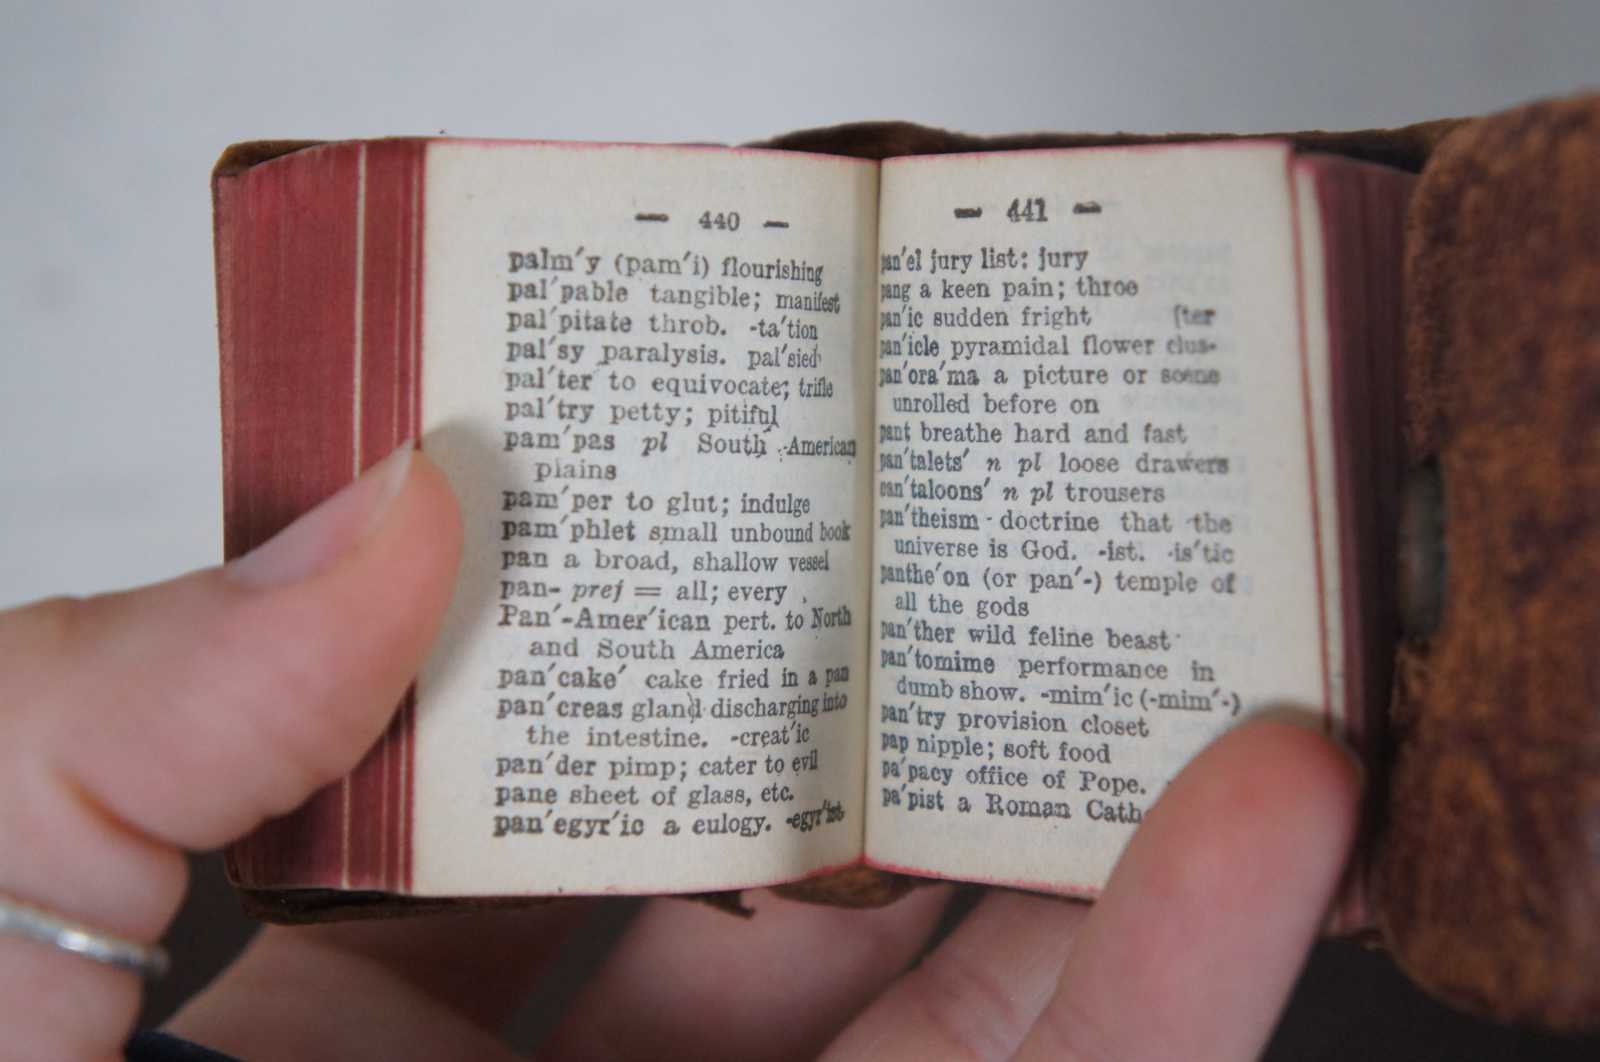 — 440 —
palm′y (pam′i) flourishing
pal′pable tangible; manifest
pal′pitate throb. -ta′tion
pal′sy paralysis. pal′sied
pal′ter to equivocate; trifle
pal′try petty; pitiful
pam′pas pl South -American
plains
pam′per to glut; indulge
pam′phlet small unbound book
pan a broad, shallow vessel
pan- pref = all; every
Pan′-Amer′ican pert. to North
and South America
pan′cake′ cake fried in a pan
pan′creas gland discharging into
the intestine. -creat′ic
pan′der pimp; cater to evil
pane sheet of glass, etc.
pan′egyr′ic a eulogy. -egyr′ist
— 441 —
pan′el jury list: jury
pang a keen pain; throe
pan′ic sudden fright [ter
pan′icle pyramidal flower clus-
pan′ora′ma a picture or scene
unrolled before on
pant breathe hard and fast
pan′talets′ n pl loose drawers
pan′taloons′ n pl trousers
pan′theism doctrine that the
universe is God. -ist. -is′tic
panthe′on (or pan′-) temple of
all the gods
pan′ther wild feline beast
pan′tomime performance in
dumb show. -mim′ic (-mim′-)
pan′try provision closet
pap nipple; soft food
pa′pacy office of Pope.
pa′pist a Roman Cath